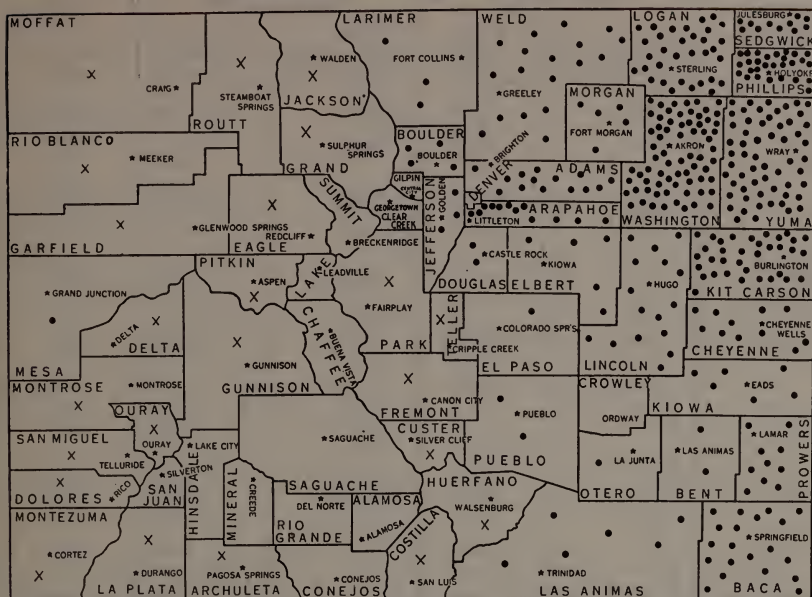 MOFFAT
CRAIG
ROUTT
STEAMBOAT
SPRINGS
WALDEN
JACKSON
LARIMER
FORT COLLINS
WELD
GREELEY
LOGAN
STERLING
JULESBURG
SEDGWICK
HOLYOKE
PHILLIPS
MORGAN
FORT MORGAN
RIO BLANCO
MEEKER
SULPHUR
SPRINGS
GRAND
BOULDER
BOULDER
GILPIN
CENTRAL
CITY
BRIGHTON
DENVER
ADAMS
AKRON
WASHINGTON
WRAY
YUMA
GARFIELD
GLENWOOD SPRINGS
REDCLIFF
EAGLE
SUMMIT
BRECKENRIDGE
GEORGETOWN
CLEAR
CREEK
JEFFERSON
GOLDEN
LITTLETON
ARAPAHOE
PITKIN
ASPEN
LAKE
LEADVILLE
FAIRPLAY
PARK
CASTLE ROCK
DOUGLAS
KIOWA
ELBERT
HUGO
LINCOLN
BURLINGTON
KIT CARSON
GRAND JUNCTION
MESA
DELTA
DELTA
GUNNISON
GUNNISON
CHAFFEE
BUENA VISTA
TELLER
CRIPPLE CREEK
COLORADO SPR'S
EL PASO
CHEYENNE
WELLS
CHEYENNE
MONTROSE
MONTROSE
OURAY
OURAY
CANON CITY
FREMONT
PUEBLO
PUEBLO
CROWLEY
ORDWAY
EADS
KIOWA
SAN MIGUEL
TELLURIDE
LAKE CITY
HINSDALE
SAGUACHE
SAGUACHE
CUSTER
SILVER CLIFF
LA JUNTA
OTERO
LAS ANIMAS
BENT
LAMAR
PROWERS
DOLORES
RICO
SILVERTON
SAN
JUAN
MINERAL
CREEDE
DEL NORTE
RIO
GRANDE
ALAMOSA
ALAMOSA
HUERFANO
WALSENBURG
COSTILLA
SAN LUIS
MONTEZUMA
CORTEZ
DURANGO
LA PLATA
PAGOSA SPRINGS
ARCHULETA
CONEJOS
CONEJOS
TRINIDAD
LAS ANIMAS
SPRINGFIELD
BACA